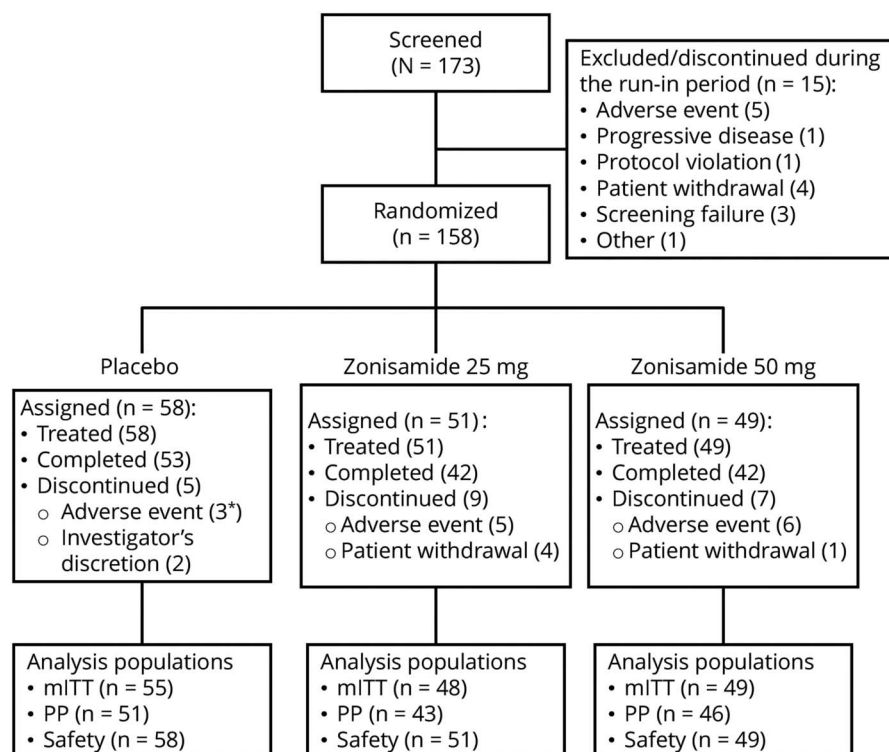 Screened
(N = 173)
Excluded/discontinued during
the run-in period (n = 15):
• Adverse event (5)
• Progressive disease (1)
• Protocol violation (1)
• Patient withdrawal (4)
• Screening failure (3)
• Other (1)
Randomized
(n = 158)
Placebo
Assigned (n = 58):
• Treated (58)
• Completed (53)
• Discontinued (5)
○ Adverse event (3*)
○ Investigator's
discretion (2)
Zonisamide 25 mg
Assigned (n = 51):
• Treated (51)
• Completed (42)
• Discontinued (9)
○ Adverse event (5)
○ Patient withdrawal (4)
Zonisamide 50 mg
Assigned (n = 49):
• Treated (49)
• Completed (42)
• Discontinued (7)
○ Adverse event (6)
○ Patient withdrawal (1)
Analysis populations
• mITT (n = 55)
• PP (n = 51)
• Safety (n = 58)
Analysis populations
• mITT (n = 48)
• PP (n = 43)
• Safety (n = 51)
Analysis populations
• mITT (n = 49)
• PP (n = 46)
• Safety (n = 49)